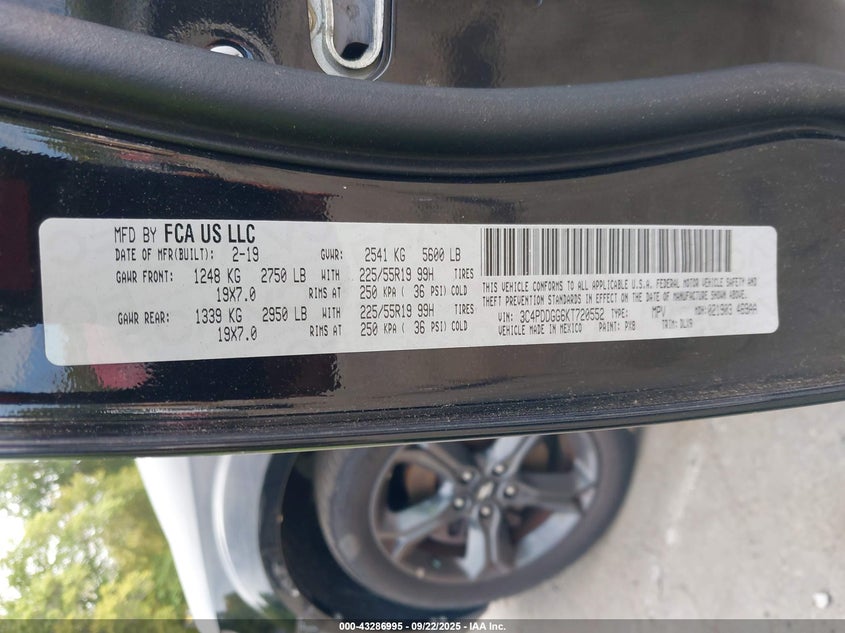 MFD BY FCA US LLC
DATE OF MFR(BUILT): 2-19 GVWR: 2541 KG 5600 LB
GAWR FRONT: 1248 KG 2750 LB WITH 225/55R19 99H TIRES
19X7.0 RIMS AT 250 KPA ( 36 PSI) COLD
GAWR REAR: 1339 KG 2950 LB WITH 225/55R19 99H TIRES
19X7.0 RIMS AT 250 KPA ( 36 PSI) COLD
THIS VEHICLE CONFORMS TO ALL APPLICABLE U.S.A. FEDERAL MOTOR VEHICLE SAFETY AND
THEFT PREVENTION STANDARDS IN EFFECT ON THE DATE OF MANUFACTURE SHOWN ABOVE.
VIN: 3C4PDDGG6KT720552 TYPE: MPV MDH: 021903 469AA
VEHICLE MADE IN MEXICO PAINT: PX8 TRIM: DLVA
000-43286995 - 09/22/2025 - IAA Inc.